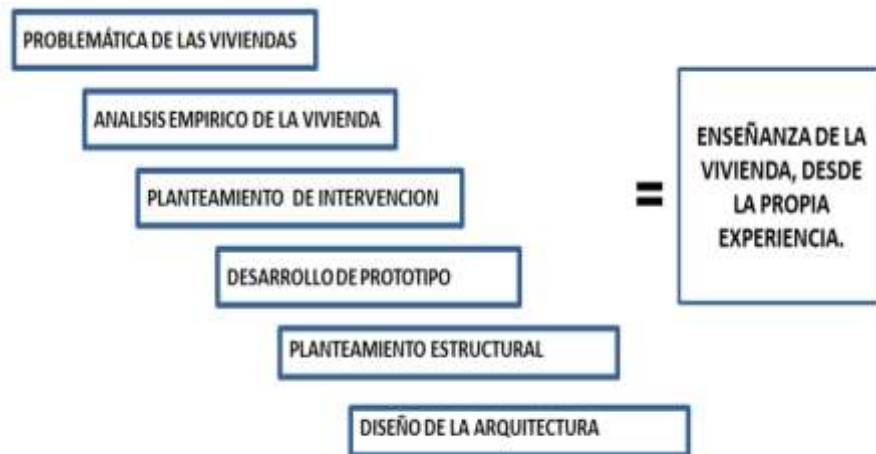 PROBLEMÁTICA DE LAS VIVIENDAS
ANALISIS EMPIRICO DE LA VIVIENDA
PLANTEAMIENTO DE INTERVENCION
DESARROLLO DE PROTOTIPO
PLANTEAMIENTO ESTRUCTURAL
DISEÑO DE LA ARQUITECTURA
=
ENSEÑANZA DE LA
VIVIENDA, DESDE
LA PROPIA
EXPERIENCIA.